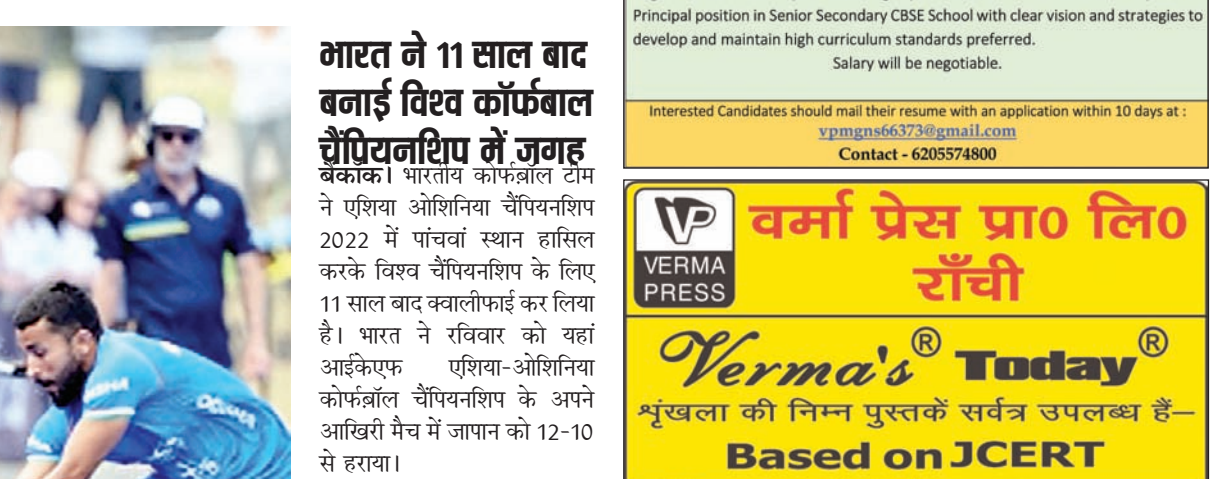 भारत ने 11 साल बाद
बनाई विश्व कॉर्फबाल
चैंपियनशिप में जगह
बैंकॉक। भारतीय कोर्फब़ॉल टीम
ने एशिया ओशिनिया चैंपियनशिप
2022 में पांचवां स्थान हासिल
करके विश्व चैंपियनशिप के लिए
11 साल बाद क्वालीफाई कर लिया
है। भारत ने रविवार को यहां
आईकेएफ एशिया-ओशिनिया
कोर्फब़ॉल चैंपियनशिप के अपने
आखिरी मैच में जापान को 12-10
से हराया।
Principal position in Senior Secondary CBSE School with clear vision and strategies to
develop and maintain high curriculum standards preferred.
Salary will be negotiable.
Interested Candidates should mail their resume with an application within 10 days at :
vpmgns66373@gmail.com
Contact - 6205574800
VP
VERMA
PRESS
वर्मा प्रेस प्रा0 लि0
राँची
Verma's® Today®
शृंखला की निम्न पुस्तकें सर्वत्र उपलब्ध हैं–
Based on JCERT